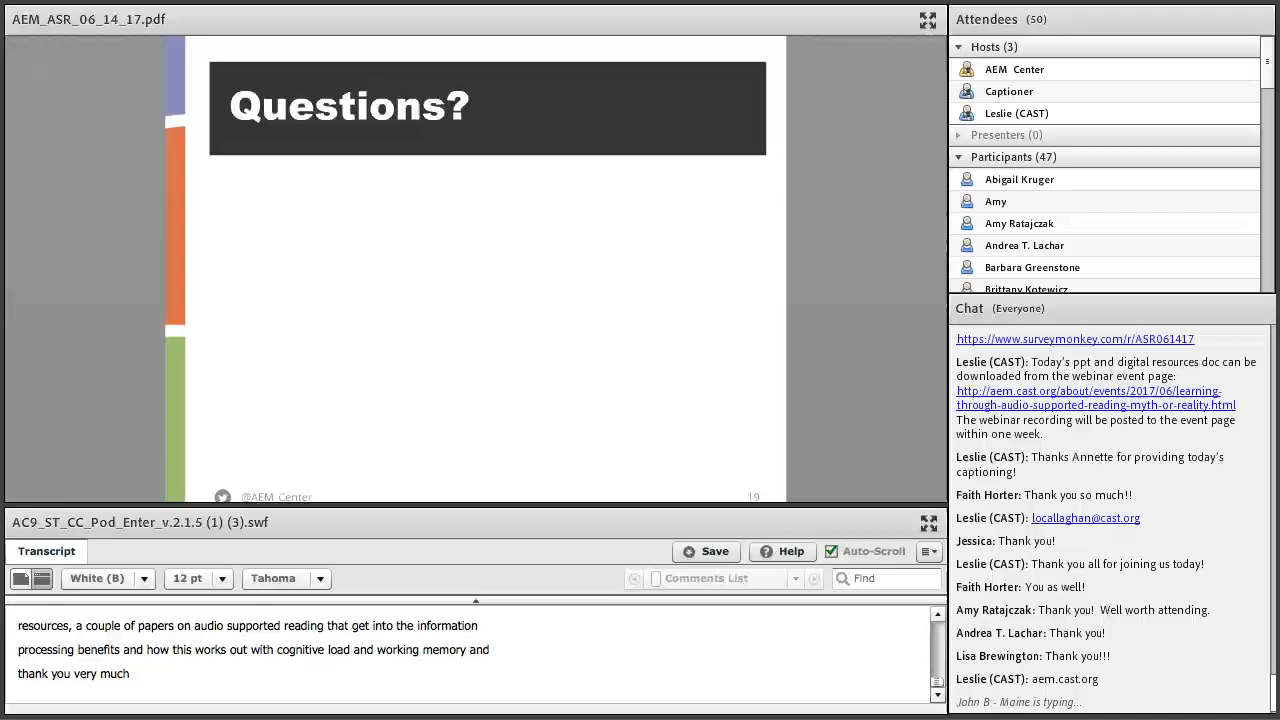 AEM_ASR_06_14_17.pdf
Questions?
@AEM_Center
19
AC9_ST_CC_Pod_Enter_v.2.1.5 (1) (3).swf
Transcript
Save
Help
Auto-Scroll
White (B)
12 pt
Tahoma
Comments List
Find
resources, a couple of papers on audio supported reading that get into the information
processing benefits and how this works out with cognitive load and working memory and
thank you very much
Attendees (50)
Hosts (3)
AEM Center
Captioner
Leslie (CAST)
Presenters (0)
Participants (47)
Abigail Kruger
Amy
Amy Ratajczak
Andrea T. Lachar
Barbara Greenstone
Brittany Kotewicz
Chat (Everyone)
https://www.surveymonkey.com/r/ASR061417
Leslie (CAST): Today's ppt and digital resources doc can be
downloaded from the webinar event page:
http://aem.cast.org/about/events/2017/06/learning-
through-audio-supported-reading-myth-or-reality.html
The webinar recording will be posted to the event page
within one week.
Leslie (CAST): Thanks Annette for providing today's
captioning!
Faith Horter: Thank you so much!!
Leslie (CAST): locallaghan@cast.org
Jessica: Thank you!
Leslie (CAST): Thank you all for joining us today!
Faith Horter: You as well!
Amy Ratajczak: Thank you! Well worth attending.
Andrea T. Lachar: Thank you!
Lisa Brewington: Thank you!!!
Leslie (CAST): aem.cast.org
John B - Maine is typing...